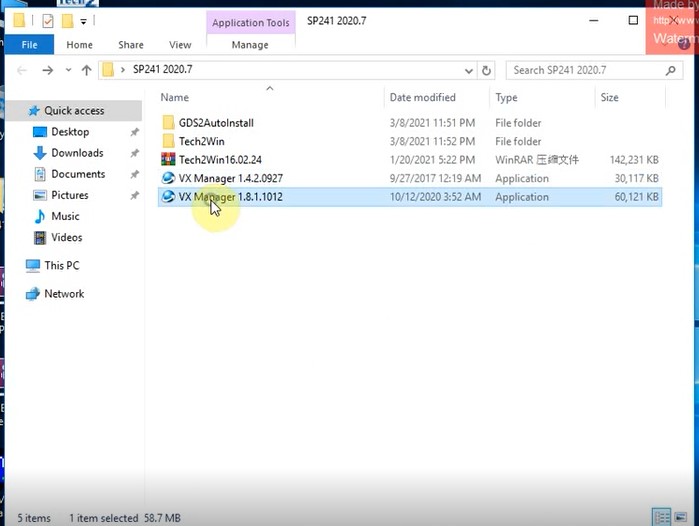 Tech2
Application Tools
SP241 2020.7
Made by
http://www
Waterm
File
Home
Share
View
Manage
SP241 2020.7
Search SP241 2020.7
Name
Date modified
Type
Size
Quick access
Desktop
Downloads
Documents
Pictures
Music
Videos
This PC
Network
GDS2AutoInstall 3/8/2021 11:51 PM File folder
Tech2Win 3/8/2021 11:52 PM File folder
Tech2Win16.02.24 1/20/2021 5:22 PM WinRAR 压缩文件 142,231 KB
VX Manager 1.4.2.0927 9/27/2017 12:19 AM Application 30,117 KB
VX Manager 1.8.1.1012 10/12/2020 3:52 AM Application 60,121 KB
5 items 1 item selected 58.7 MB